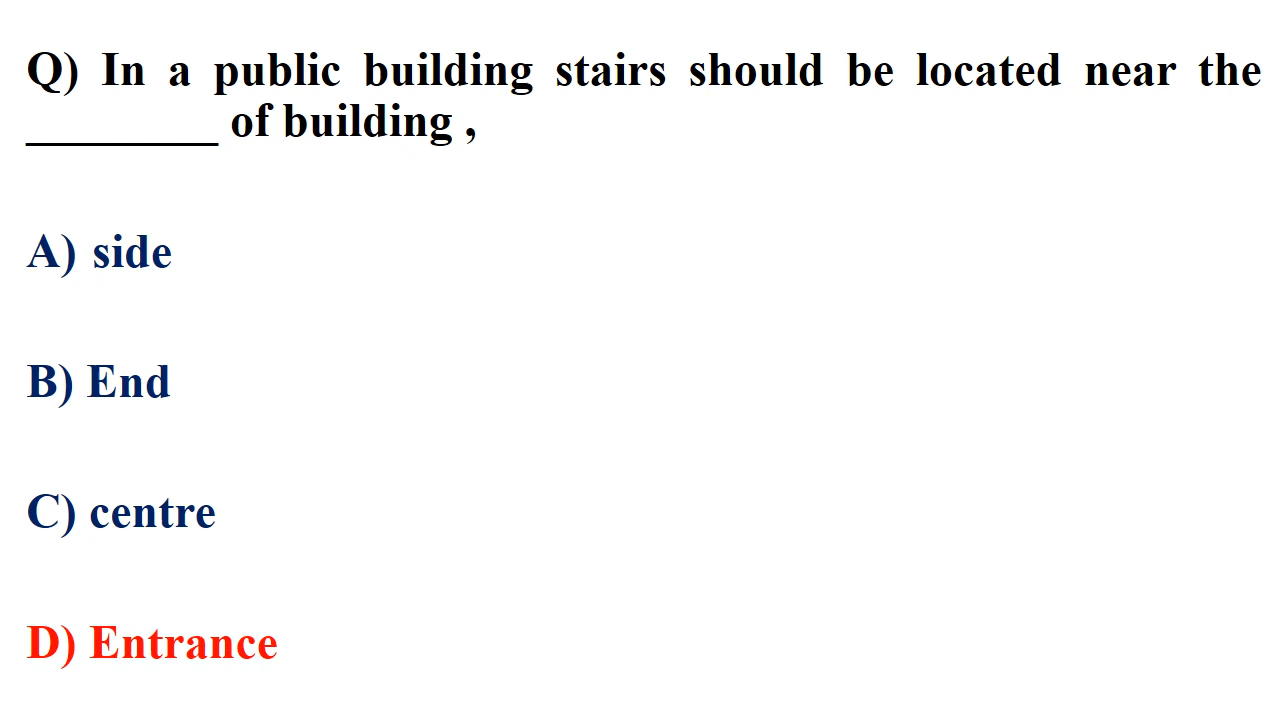 Q) In a public building stairs should be located near the
________ of building ,
A) side
B) End
C) centre
D) Entrance